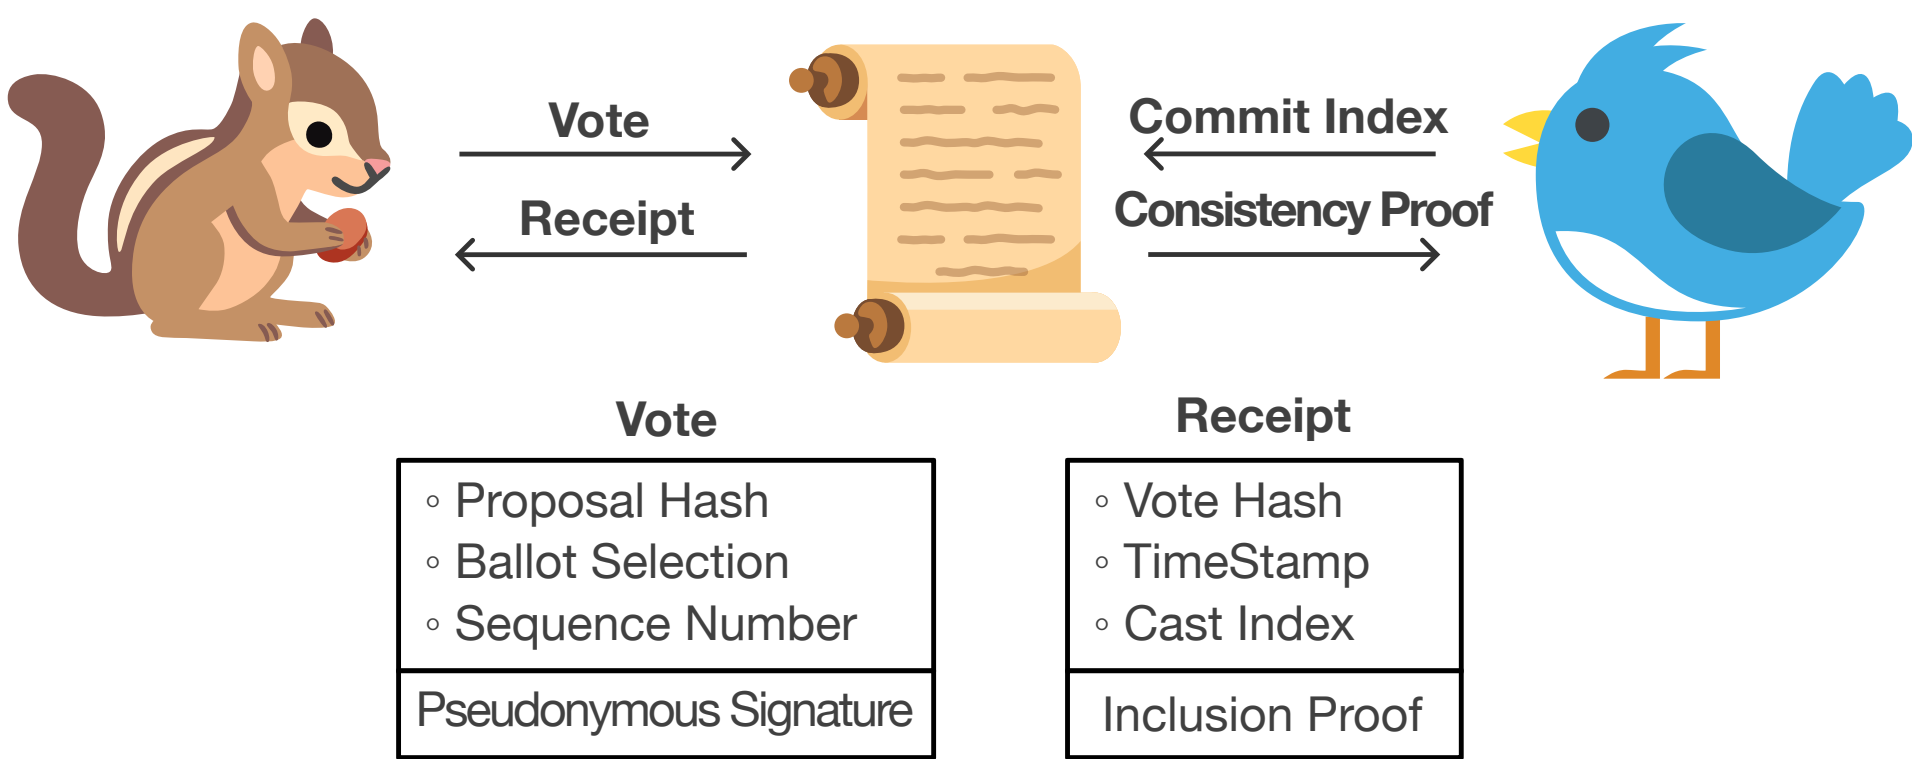 Vote
Receipt
Commit Index
Consistency Proof
Vote
◦ Proposal Hash
◦ Ballot Selection
◦ Sequence Number
Pseudonymous Signature
Receipt
◦ Vote Hash
◦ TimeStamp
◦ Cast Index
Inclusion Proof